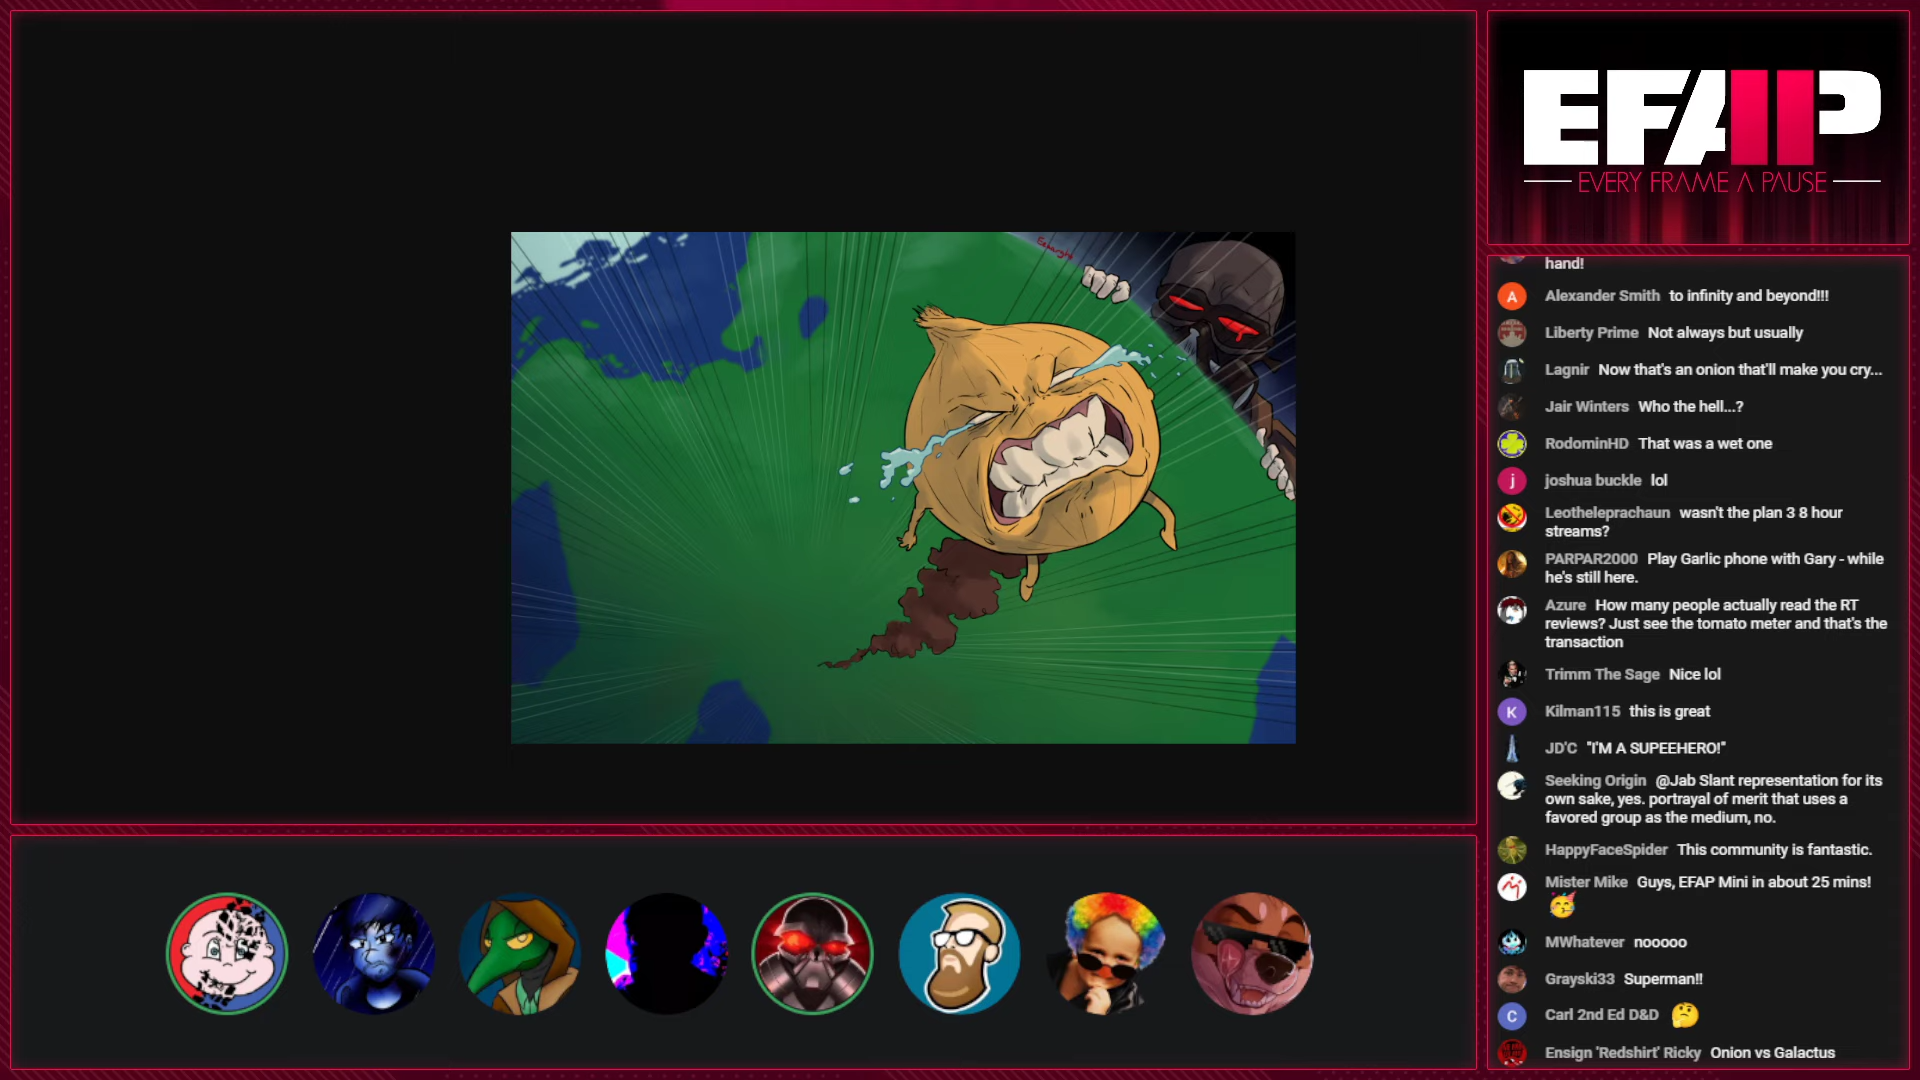 EFAP
EVERY FRAME A PAUSE
hand!
Alexander Smith to infinity and beyond!!!
Liberty Prime Not always but usually
Lagnir Now that's an onion that'll make you cry...
Jair Winters Who the hell...?
RodominHD That was a wet one
joshua buckle lol
Leotheleprachaun wasn't the plan 3 8 hour
streams?
PARPAR2000 Play Garlic phone with Gary - while
he's still here.
Azure How many people actually read the RT
reviews? Just see the tomato meter and that's the
transaction
Trimm The Sage Nice lol
K
Kilman115 this is great
JD'C "I'M A SUPEEHERO!"
Seeking Origin @Jab Slant representation for its
own sake, yes. portrayal of merit that uses a
favored group as the medium, no.
HappyFaceSpider This community is fantastic.
Mister Mike Guys, EFAP Mini in about 25 mins!
🥳
MWhatever nooooo
Grayski33 Superman!!
C
Carl 2nd Ed D&D 🤔
Ensign 'Redshirt' Ricky Onion vs Galactus